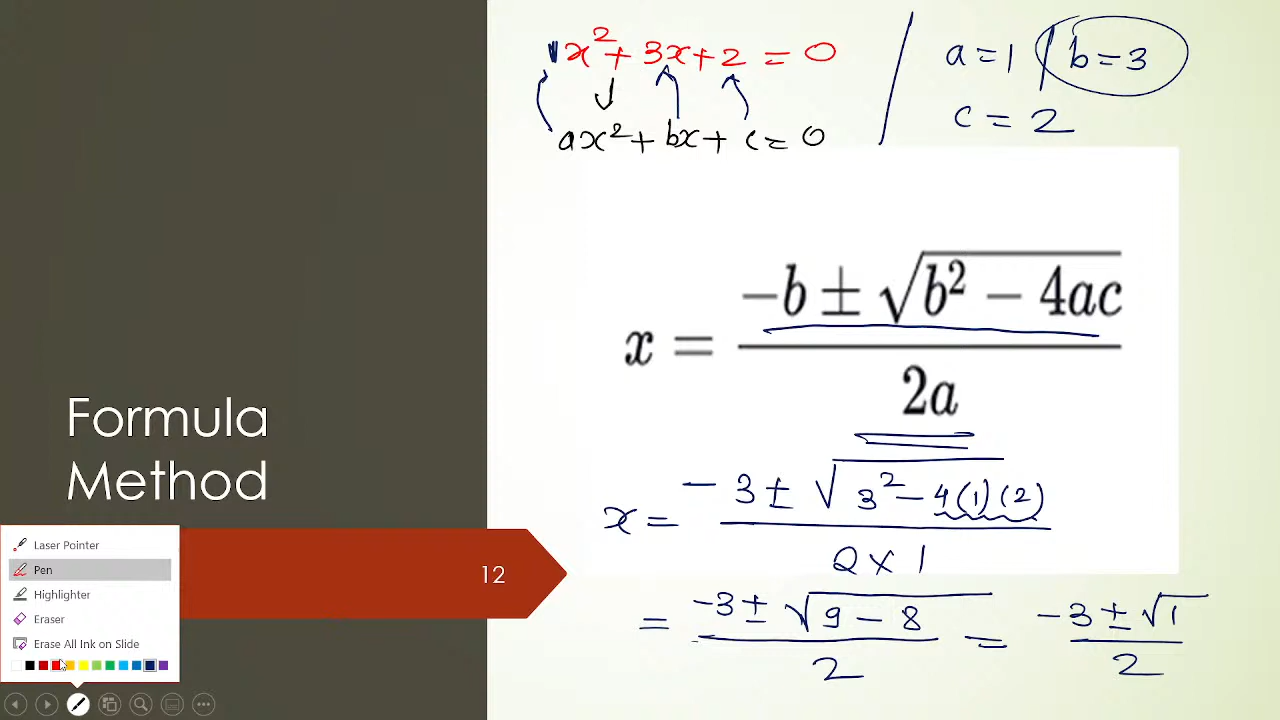 1x² + 3x + 2 = 0
ax² + bx + c = 0
a = 1
b = 3
c = 2
x = (-b ± √(b² - 4ac)) / 2a
x = (-3 ± √(3² - 4(1)(2))) / (2 × 1)
= (-3 ± √(9 - 8)) / 2 = (-3 ± √1) / 2
Formula
Method
12
Laser Pointer
Pen
Highlighter
Eraser
Erase All Ink on Slide